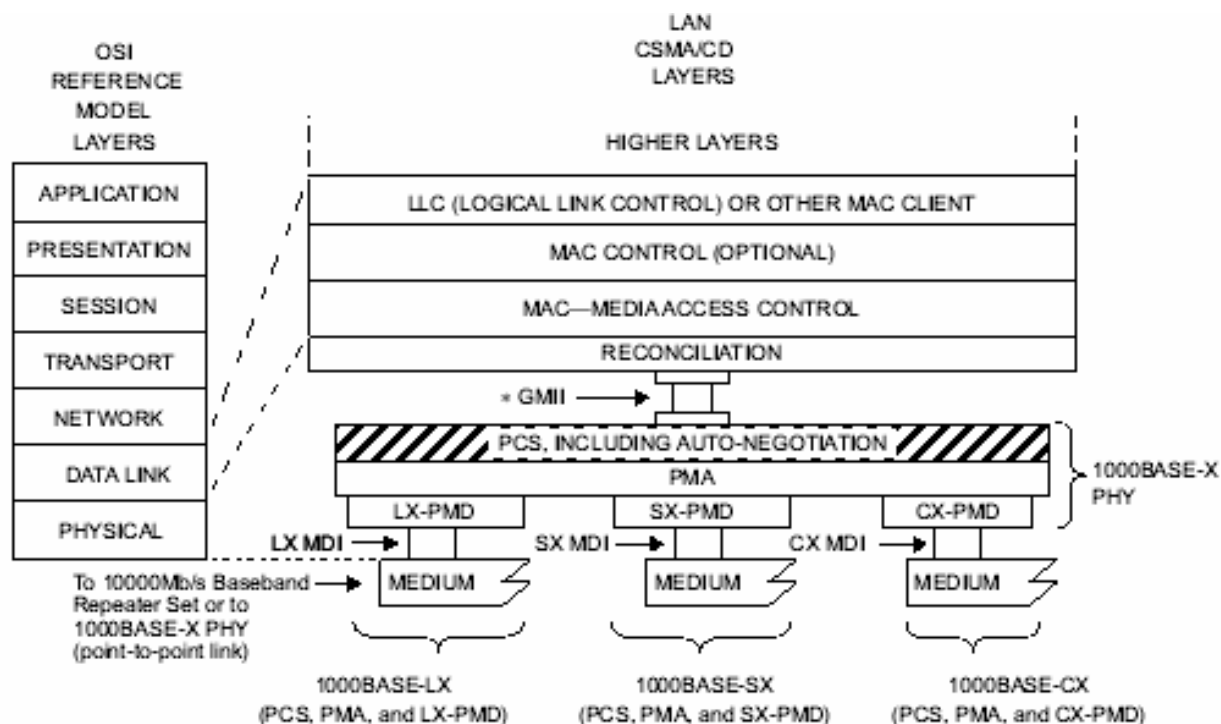 OSI
REFERENCE
MODEL
LAYERS
APPLICATION
PRESENTATION
SESSION
TRANSPORT
NETWORK
DATA LINK
PHYSICAL
LAN
CSMA/CD
LAYERS
HIGHER LAYERS
LLC (LOGICAL LINK CONTROL) OR OTHER MAC CLIENT
MAC CONTROL (OPTIONAL)
MAC—MEDIA ACCESS CONTROL
RECONCILIATION
* GMII
PCS, INCLUDING AUTO-NEGOTIATION
PMA
LX-PMD
SX-PMD
CX-PMD
1000BASE-X
PHY
LX MDI
SX MDI
CX MDI
MEDIUM
MEDIUM
MEDIUM
To 10000Mb/s Baseband
Repeater Set or to
1000BASE-X PHY
(point-to-point link)
1000BASE-LX
(PCS, PMA, and LX-PMD)
1000BASE-SX
(PCS, PMA, and SX-PMD)
1000BASE-CX
(PCS, PMA, and CX-PMD)